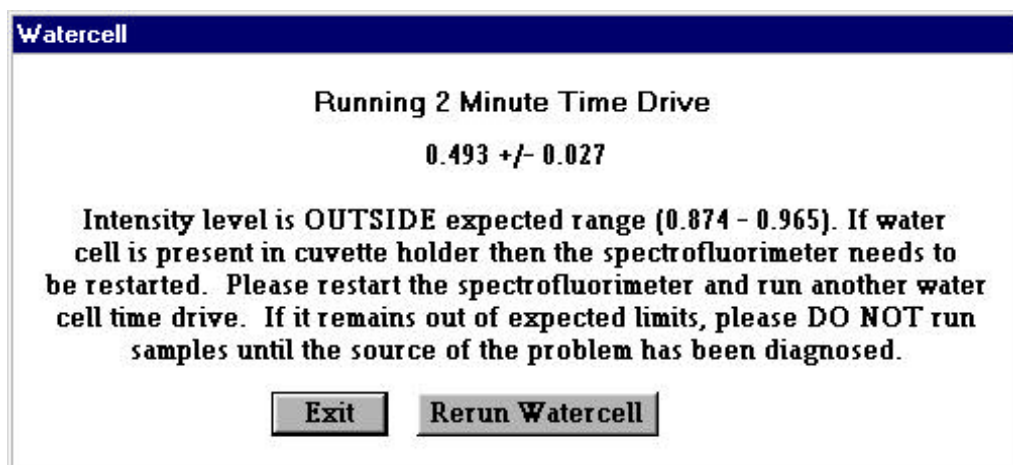 Watercell
Running 2 Minute Time Drive
0.493 +/- 0.027
Intensity level is OUTSIDE expected range (0.874 - 0.965). If water
cell is present in cuvette holder then the spectrofluorimeter needs to
be restarted. Please restart the spectrofluorimeter and run another water
cell time drive. If it remains out of expected limits, please DO NOT run
samples until the source of the problem has been diagnosed.
Exit Rerun Watercell